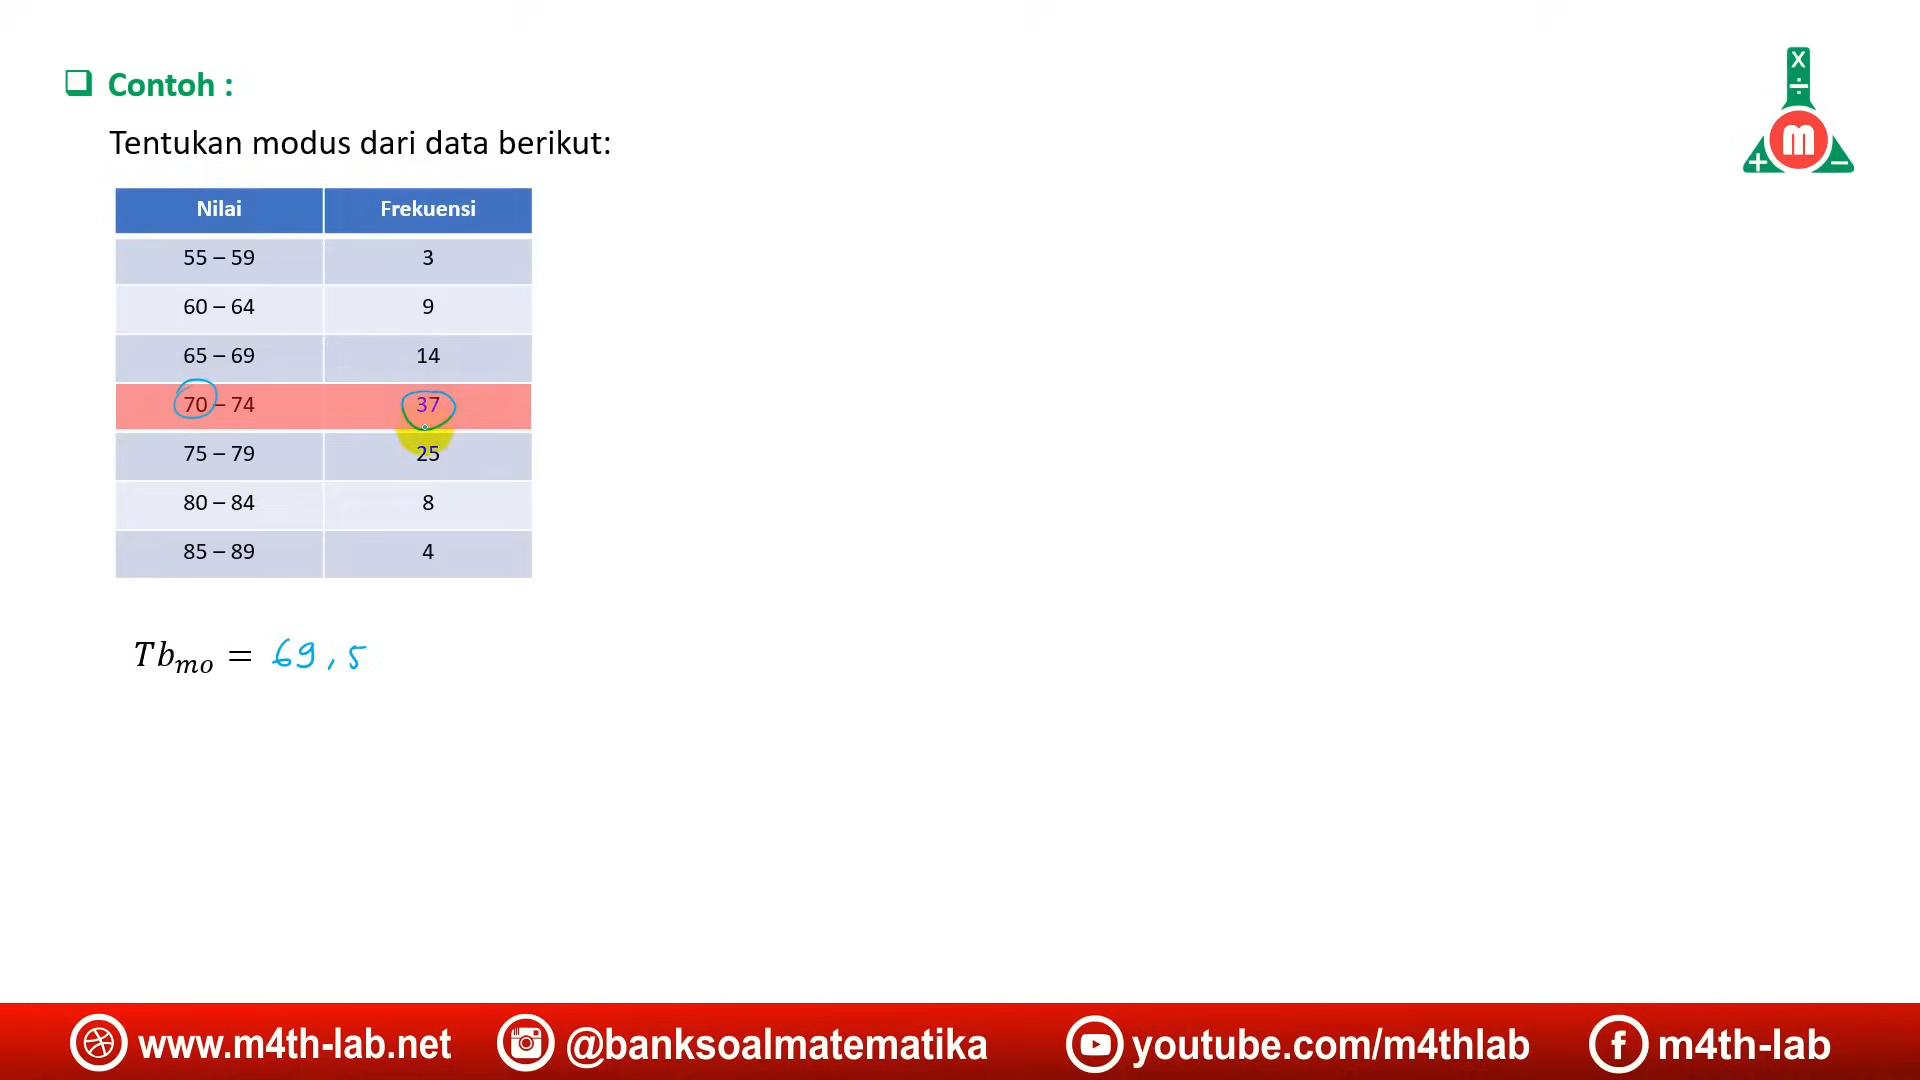 ❑ Contoh :
Tentukan modus dari data berikut:
Nilai Frekuensi
55 – 59 3
60 – 64 9
65 – 69 14
70 – 74 37
75 – 79 25
80 – 84 8
85 – 89 4
Tb_mo = 69,5
X
÷
m
+ −
www.m4th-lab.net @banksoalmatematika youtube.com/m4thlab f m4th-lab